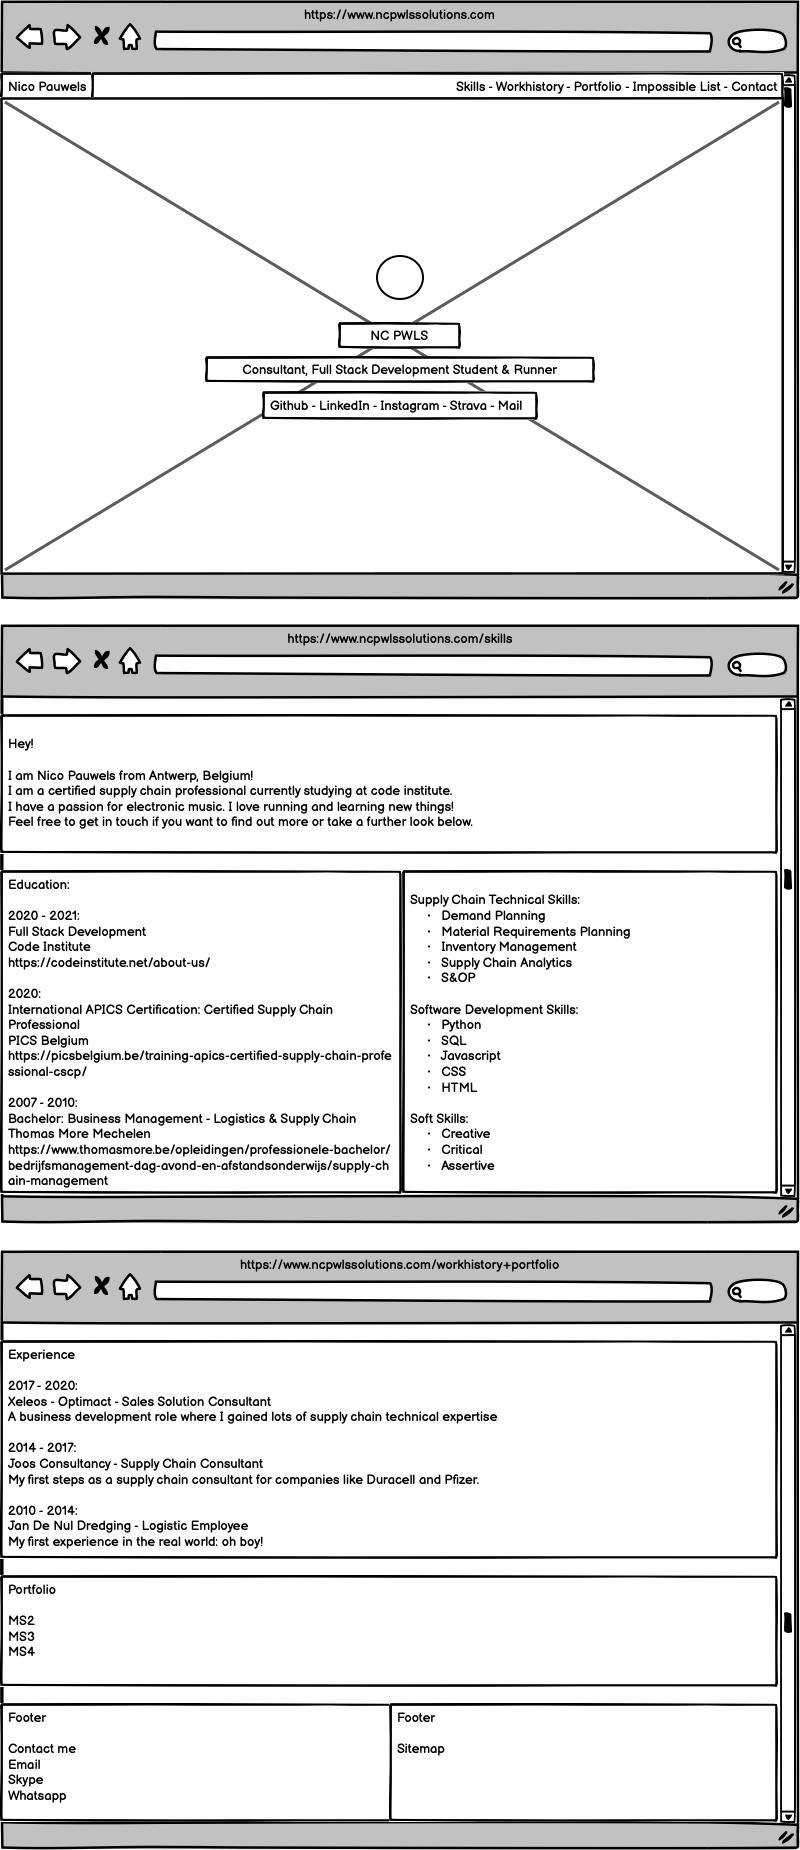 https://www.ncpwlssolutions.com
Nico Pauwels
Skills - Workhistory - Portfolio - Impossible List - Contact
NC PWLS
Consultant, Full Stack Development Student & Runner
Github - LinkedIn - Instagram - Strava - Mail
https://www.ncpwlssolutions.com/skills
Hey!
I am Nico Pauwels from Antwerp, Belgium!
I am a certified supply chain professional currently studying at code institute.
I have a passion for electronic music. I love running and learning new things!
Feel free to get in touch if you want to find out more or take a further look below.
Education:
2020 - 2021:
Full Stack Development
Code Institute
https://codeinstitute.net/about-us/
2020:
International APICS Certification: Certified Supply Chain
Professional
PICS Belgium
https://picsbelgium.be/training-apics-certified-supply-chain-profe
ssional-cscp/
2007 - 2010:
Bachelor: Business Management - Logistics & Supply Chain
Thomas More Mechelen
https://www.thomasmore.be/opleidingen/professionele-bachelor/
bedrijfsmanagement-dag-avond-en-afstandsonderwijs/supply-ch
ain-management
Supply Chain Technical Skills:
· Demand Planning
· Material Requirements Planning
· Inventory Management
· Supply Chain Analytics
· S&OP
Software Development Skills:
· Python
· SQL
· Javascript
· CSS
· HTML
Soft Skills:
· Creative
· Critical
· Assertive
https://www.ncpwlssolutions.com/workhistory+portfolio
Experience
2017 - 2020:
Xeleos - Optimact - Sales Solution Consultant
A business development role where I gained lots of supply chain technical expertise
2014 - 2017:
Joos Consultancy - Supply Chain Consultant
My first steps as a supply chain consultant for companies like Duracell and Pfizer.
2010 - 2014:
Jan De Nul Dredging - Logistic Employee
My first experience in the real world: oh boy!
Portfolio
MS2
MS3
MS4
Footer
Contact me
Email
Skype
Whatsapp
Footer
Sitemap